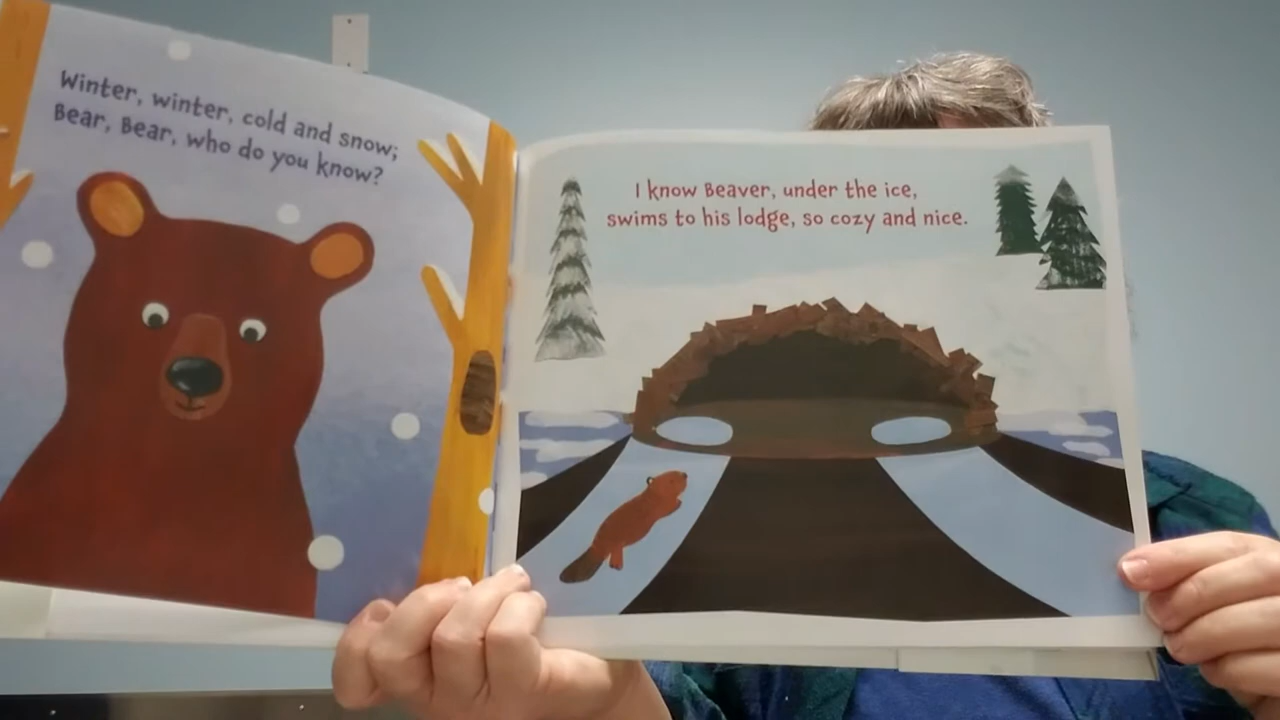 Winter, winter, cold and snow;
Bear, Bear, who do you know?
I know Beaver, under the ice,
swims to his lodge, so cozy and nice.